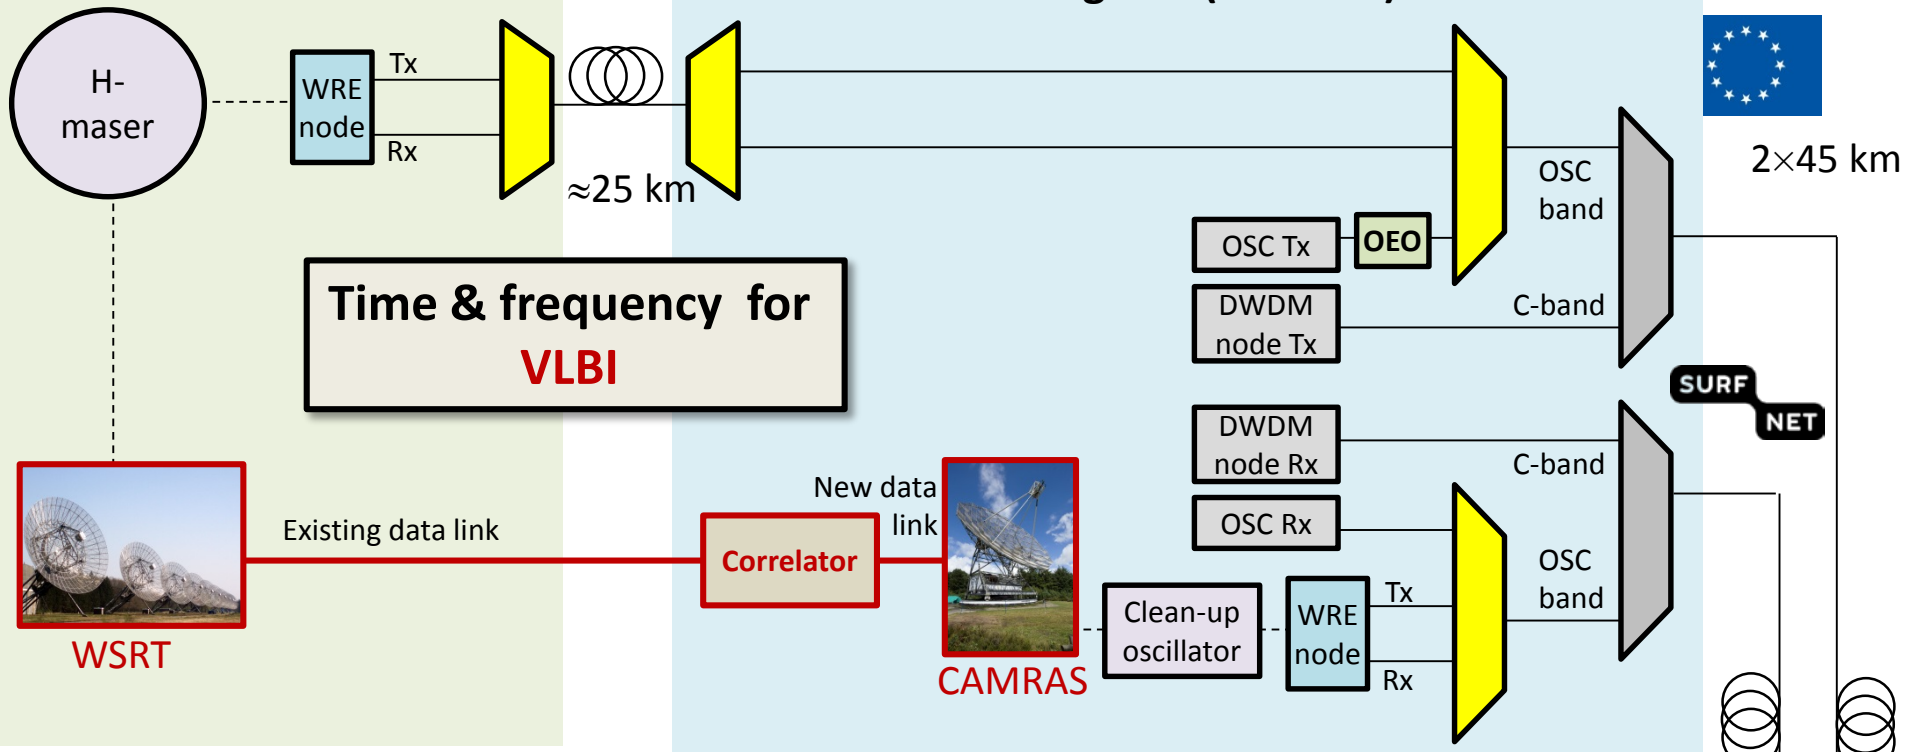 H-
maser
WRE
node
Tx
Rx
≈25 km
OSC
band
2×45 km
OSC Tx
OEO
DWDM
node Tx
C-band
Time & frequency for
VLBI
SURF
NET
DWDM
node Rx
C-band
New data
link
OSC Rx
Existing data link
Correlator
OSC
band
Clean-up
oscillator
WRE
node
Tx
Rx
WSRT
CAMRAS